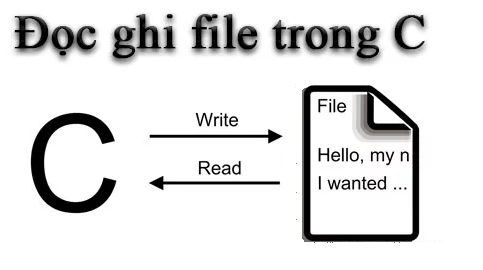 Đọc ghi file trong C
C
Write
Read
File
Hello, my n
I wanted ...